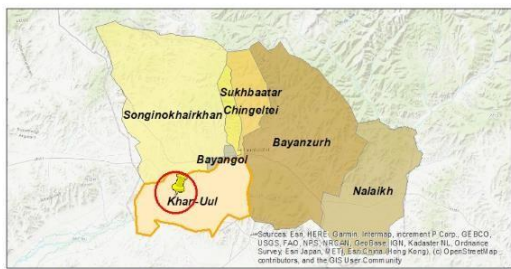 Sukhbaatar
Chingeltei
Songinokhairkhan
Bayanzurh
Bayangol
Nalaikh
Khan-Uul
Sources: Esri, HERE, Garmin, Intermap, increment P Corp., GEBCO,
USGS, FAO, NPS, NRCAN, GeoBase, IGN, Kadaster NL, Ordnance
Survey, Esri Japan, METI, Esri China (Hong Kong), (c) OpenStreetMap
contributors, and the GIS User Community